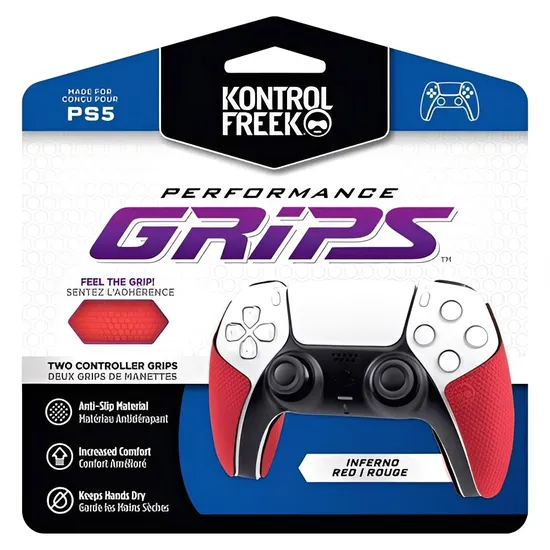 MADE FOR
CONÇU POUR
PS5
KONTROL
FREEK
PERFORMANCE
GRiPS™
FEEL THE GRIP!
SENTEZ L'ADHÉRENCE
TWO CONTROLLER GRIPS
DEUX GRIPS DE MANETTES
Anti-Slip Material
Matériau Antidérapant
Increased Comfort
Confort Amélioré
Keeps Hands Dry
Garde les Mains Sèches
INFERNO
RED | ROUGE